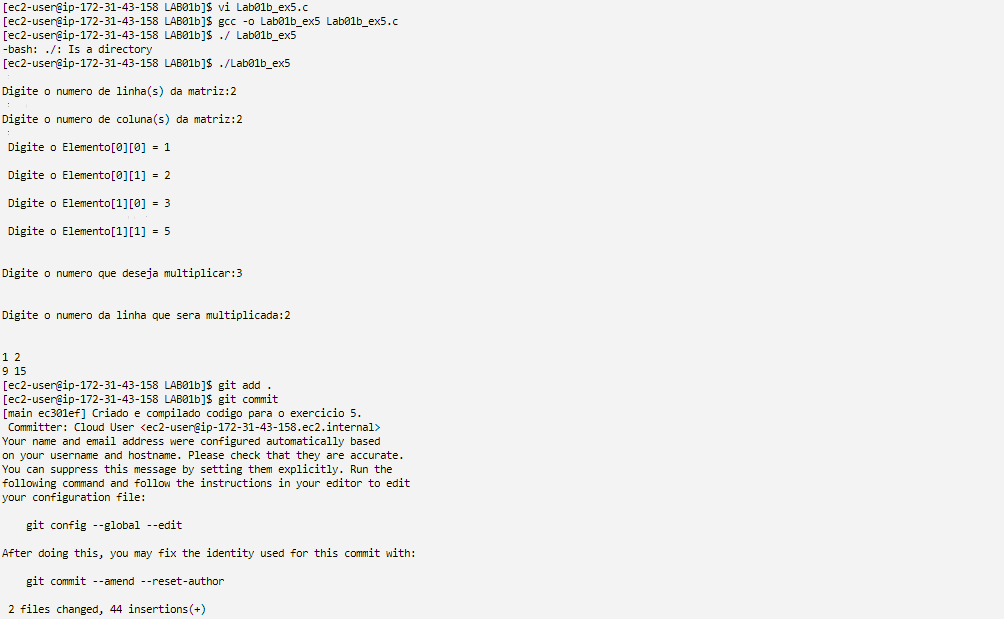 [ec2-user@ip-172-31-43-158 LAB01b]$ vi Lab01b_ex5.c
[ec2-user@ip-172-31-43-158 LAB01b]$ gcc -o Lab01b_ex5 Lab01b_ex5.c
[ec2-user@ip-172-31-43-158 LAB01b]$ ./ Lab01b_ex5
-bash: ./: Is a directory
[ec2-user@ip-172-31-43-158 LAB01b]$ ./Lab01b_ex5
Digite o numero de linha(s) da matriz:2
Digite o numero de coluna(s) da matriz:2
Digite o Elemento[0][0] = 1
Digite o Elemento[0][1] = 2
Digite o Elemento[1][0] = 3
Digite o Elemento[1][1] = 5
Digite o numero que deseja multiplicar:3
Digite o numero da linha que sera multiplicada:2
1 2
9 15
[ec2-user@ip-172-31-43-158 LAB01b]$ git add .
[ec2-user@ip-172-31-43-158 LAB01b]$ git commit
[main ec301ef] Criado e compilado codigo para o exercicio 5.
Committer: Cloud User <ec2-user@ip-172-31-43-158.ec2.internal>
Your name and email address were configured automatically based
on your username and hostname. Please check that they are accurate.
You can suppress this message by setting them explicitly. Run the
following command and follow the instructions in your editor to edit
your configuration file:
git config --global --edit
After doing this, you may fix the identity used for this commit with:
git commit --amend --reset-author
2 files changed, 44 insertions(+)